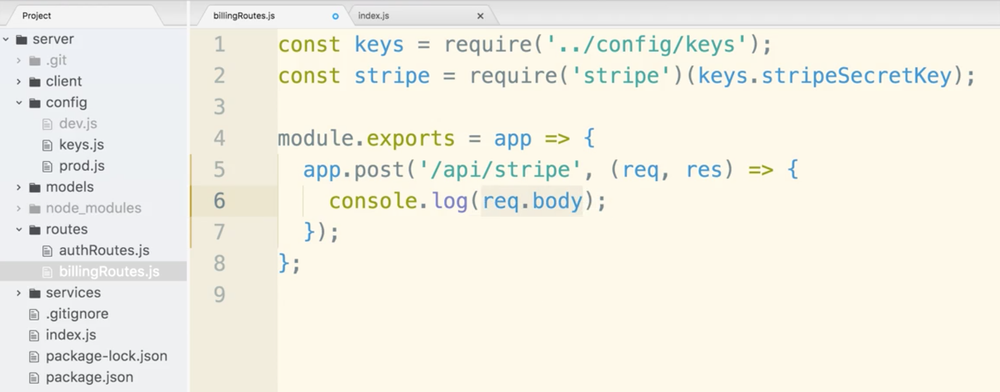 Project
server
.git
client
config
dev.js
keys.js
prod.js
models
node_modules
routes
authRoutes.js
billingRoutes.js
services
.gitignore
index.js
package-lock.json
package.json
billingRoutes.js
index.js
1 const keys = require('../config/keys');
2 const stripe = require('stripe')(keys.stripeSecretKey);
3
4 module.exports = app => {
5   app.post('/api/stripe', (req, res) => {
6     console.log(req.body);
7   });
8 };
9